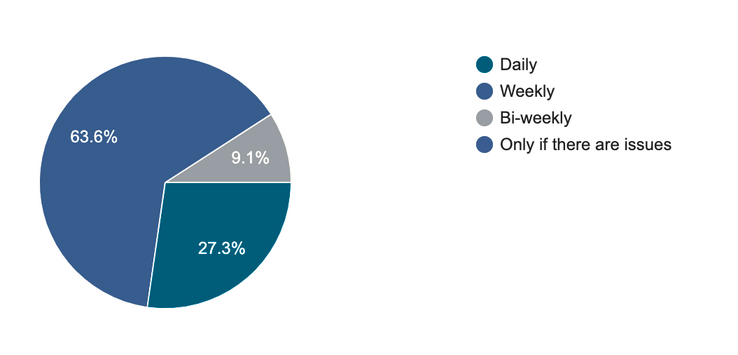 Daily
Weekly
63.6%
Bi-weekly
9.1%
Only if there are issues
27.3%